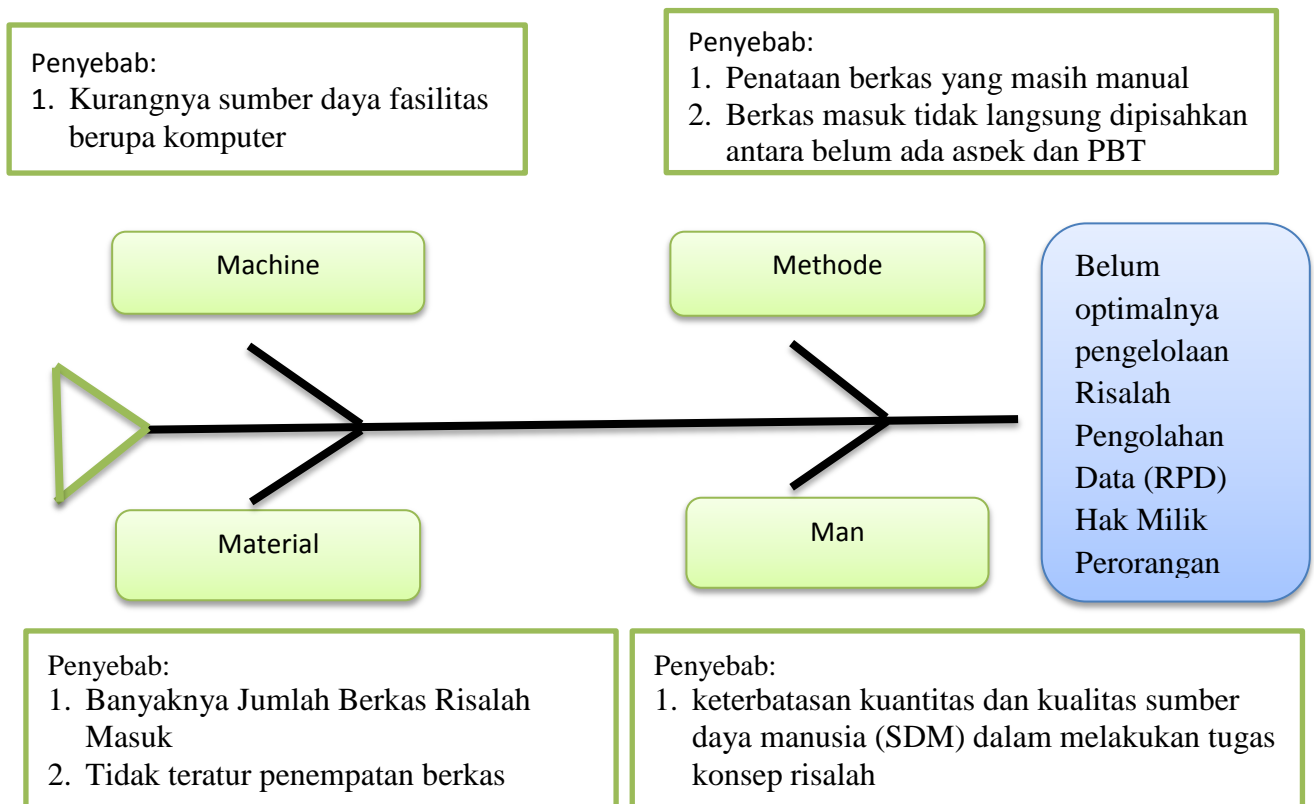 Penyebab:
1. Kurangnya sumber daya fasilitas
berupa komputer
Penyebab:
1. Penataan berkas yang masih manual
2. Berkas masuk tidak langsung dipisahkan
antara belum ada aspek dan PBT
Machine
Methode
Belum
optimalnya
pengelolaan
Risalah
Pengolahan
Data (RPD)
Hak Milik
Perorangan
Material
Man
Penyebab:
1. Banyaknya Jumlah Berkas Risalah
Masuk
2. Tidak teratur penempatan berkas
Penyebab:
1. keterbatasan kuantitas dan kualitas sumber
daya manusia (SDM) dalam melakukan tugas
konsep risalah